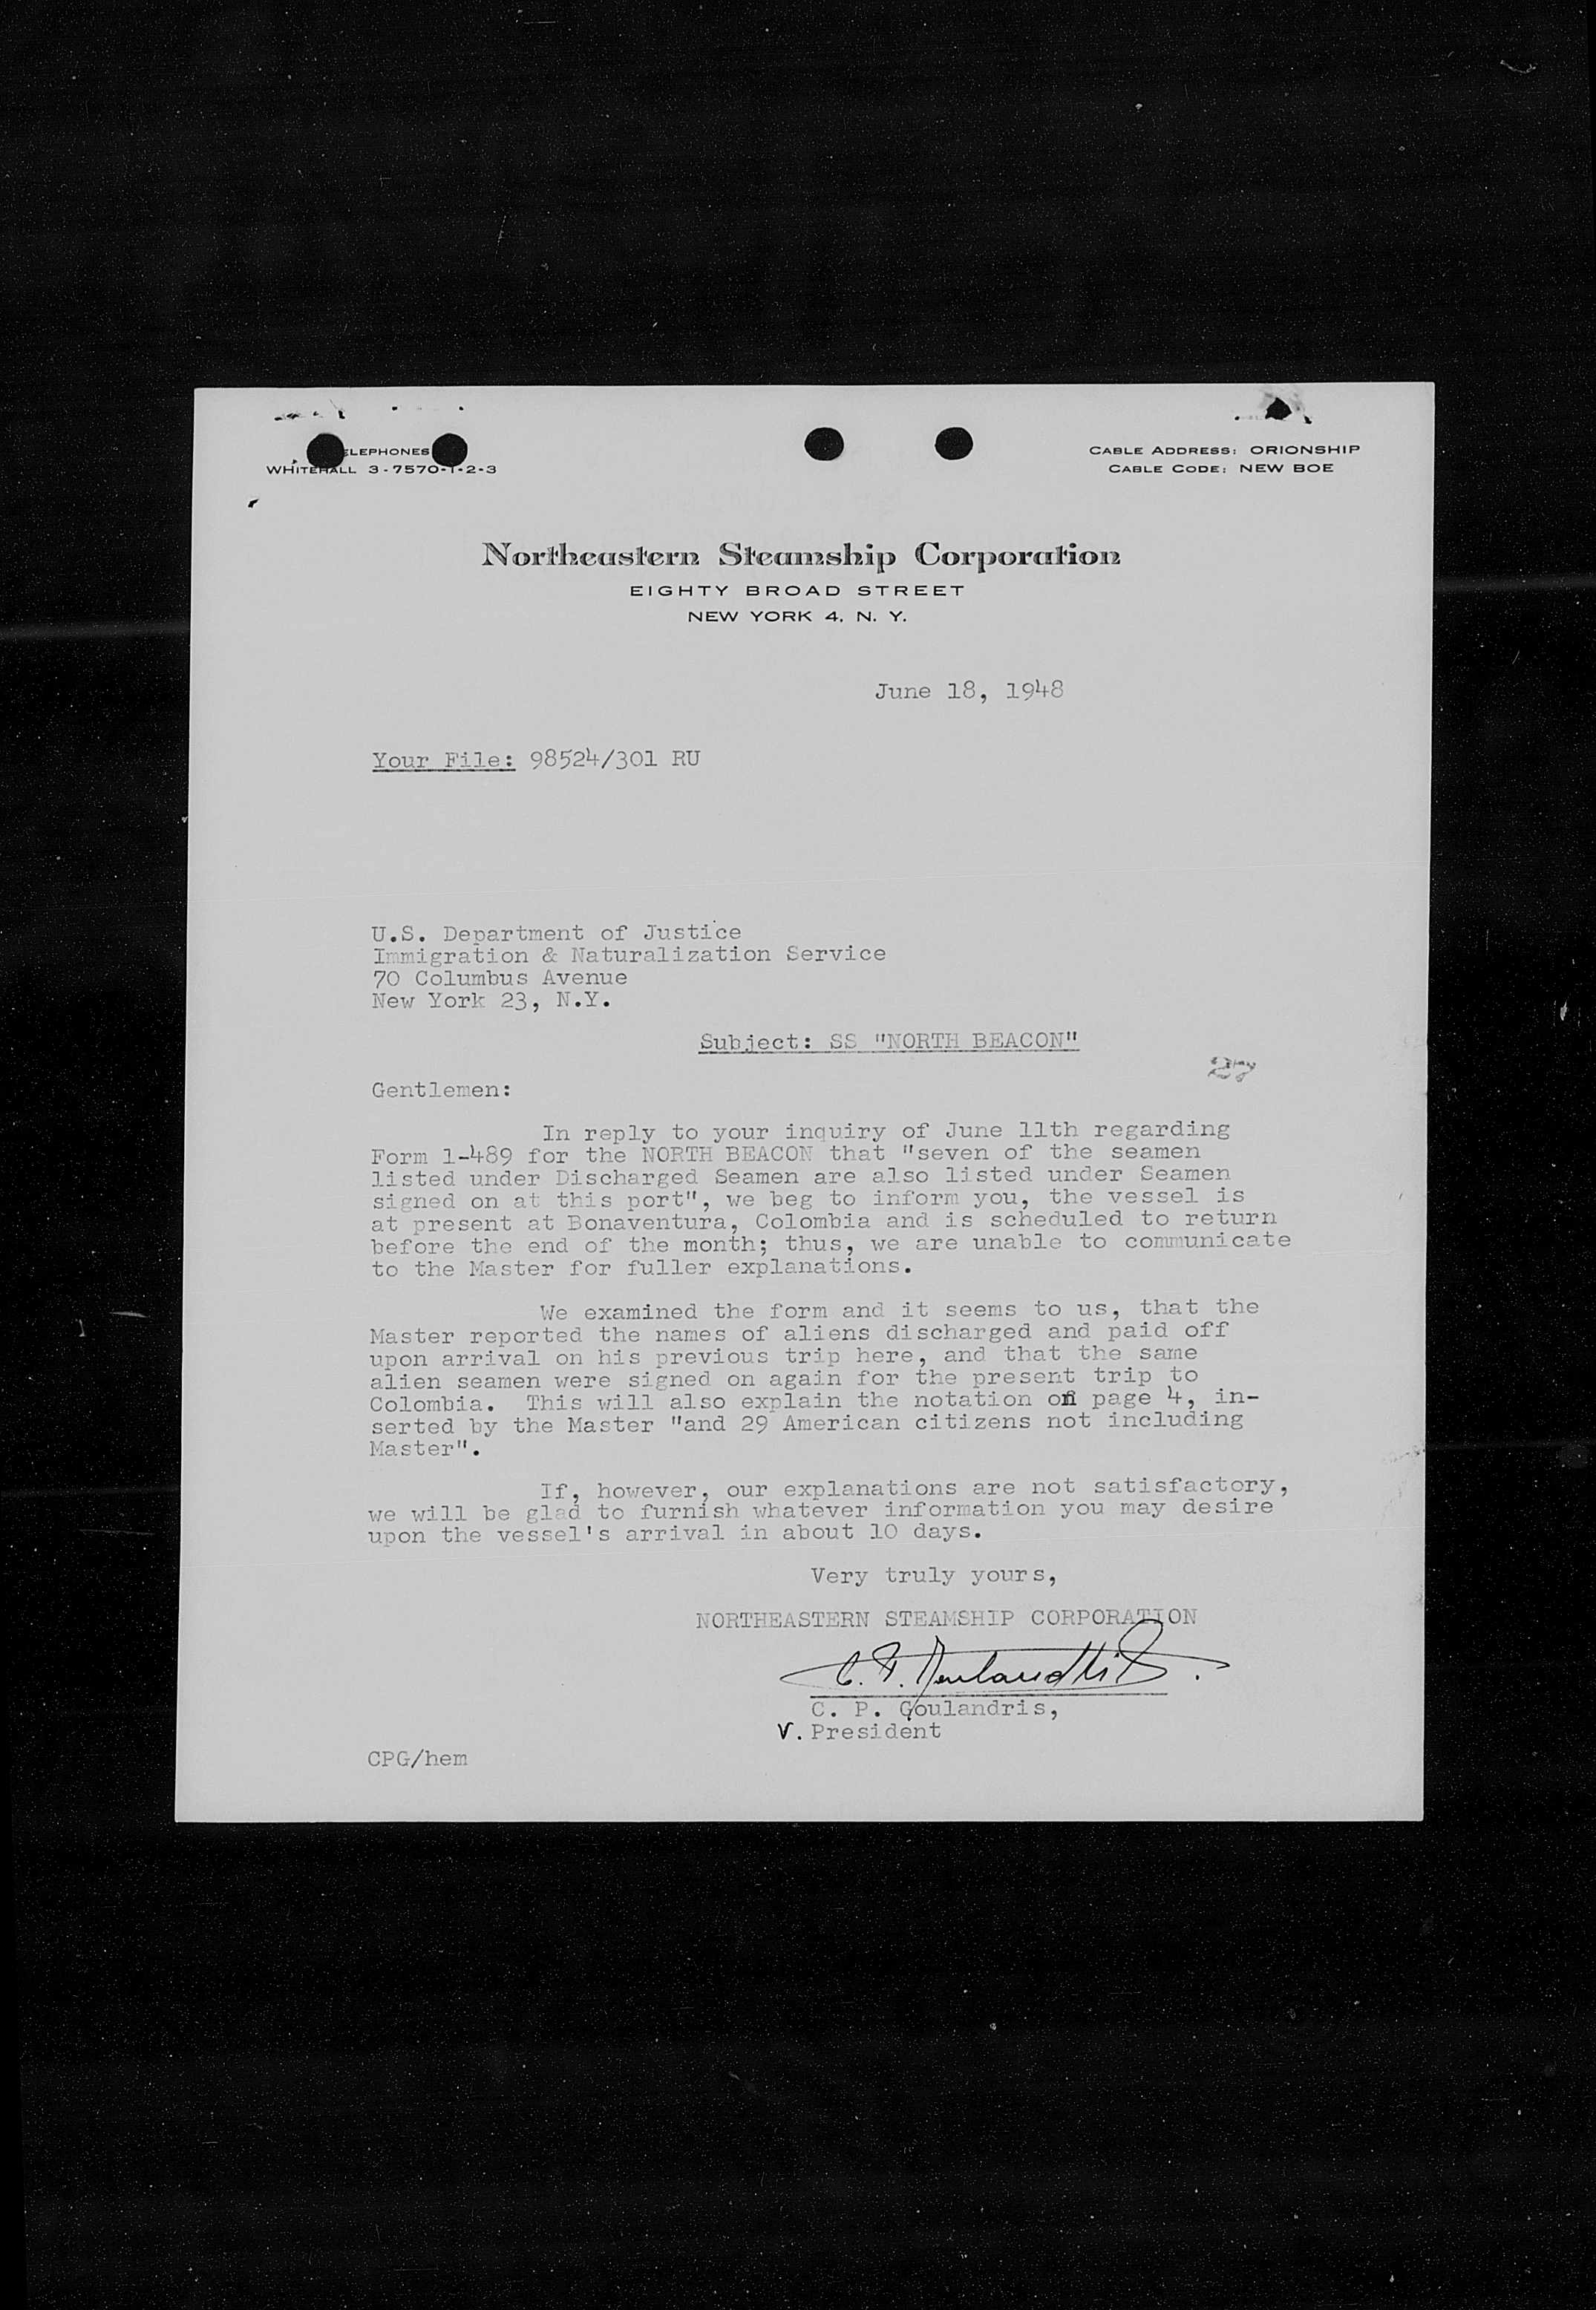 TELEPHONES
WHITEHALL 3-7570-1-2-3
CABLE ADDRESS: ORIONSHIP
CABLE CODE: NEW BOE
Northeastern Steamship Corporation
EIGHTY BROAD STREET
NEW YORK 4, N. Y.
June 18, 1948
Your File: 98524/301 RU
U.S. Department of Justice
Immigration & Naturalization Service
70 Columbus Avenue
New York 23, N.Y.
Subject: SS "NORTH BEACON"
27
Gentlemen:
In reply to your inquiry of June 11th regarding
Form 1-489 for the NORTH BEACON that "seven of the seamen
listed under Discharged Seamen are also listed under Seamen
signed on at this port", we beg to inform you, the vessel is
at present at Bonaventura, Colombia and is scheduled to return
before the end of the month; thus, we are unable to communicate
to the Master for fuller explanations.
We examined the form and it seems to us, that the
Master reported the names of aliens discharged and paid off
upon arrival on his previous trip here, and that the same
alien seamen were signed on again for the present trip to
Colombia. This will also explain the notation on page 4, in-
serted by the Master "and 29 American citizens not including
Master".
If, however, our explanations are not satisfactory,
we will be glad to furnish whatever information you may desire
upon the vessel's arrival in about 10 days.
Very truly yours,
NORTHEASTERN STEAMSHIP CORPORATION
C. P. Goulandris
C. P. Goulandris,
V. President
CPG/hem